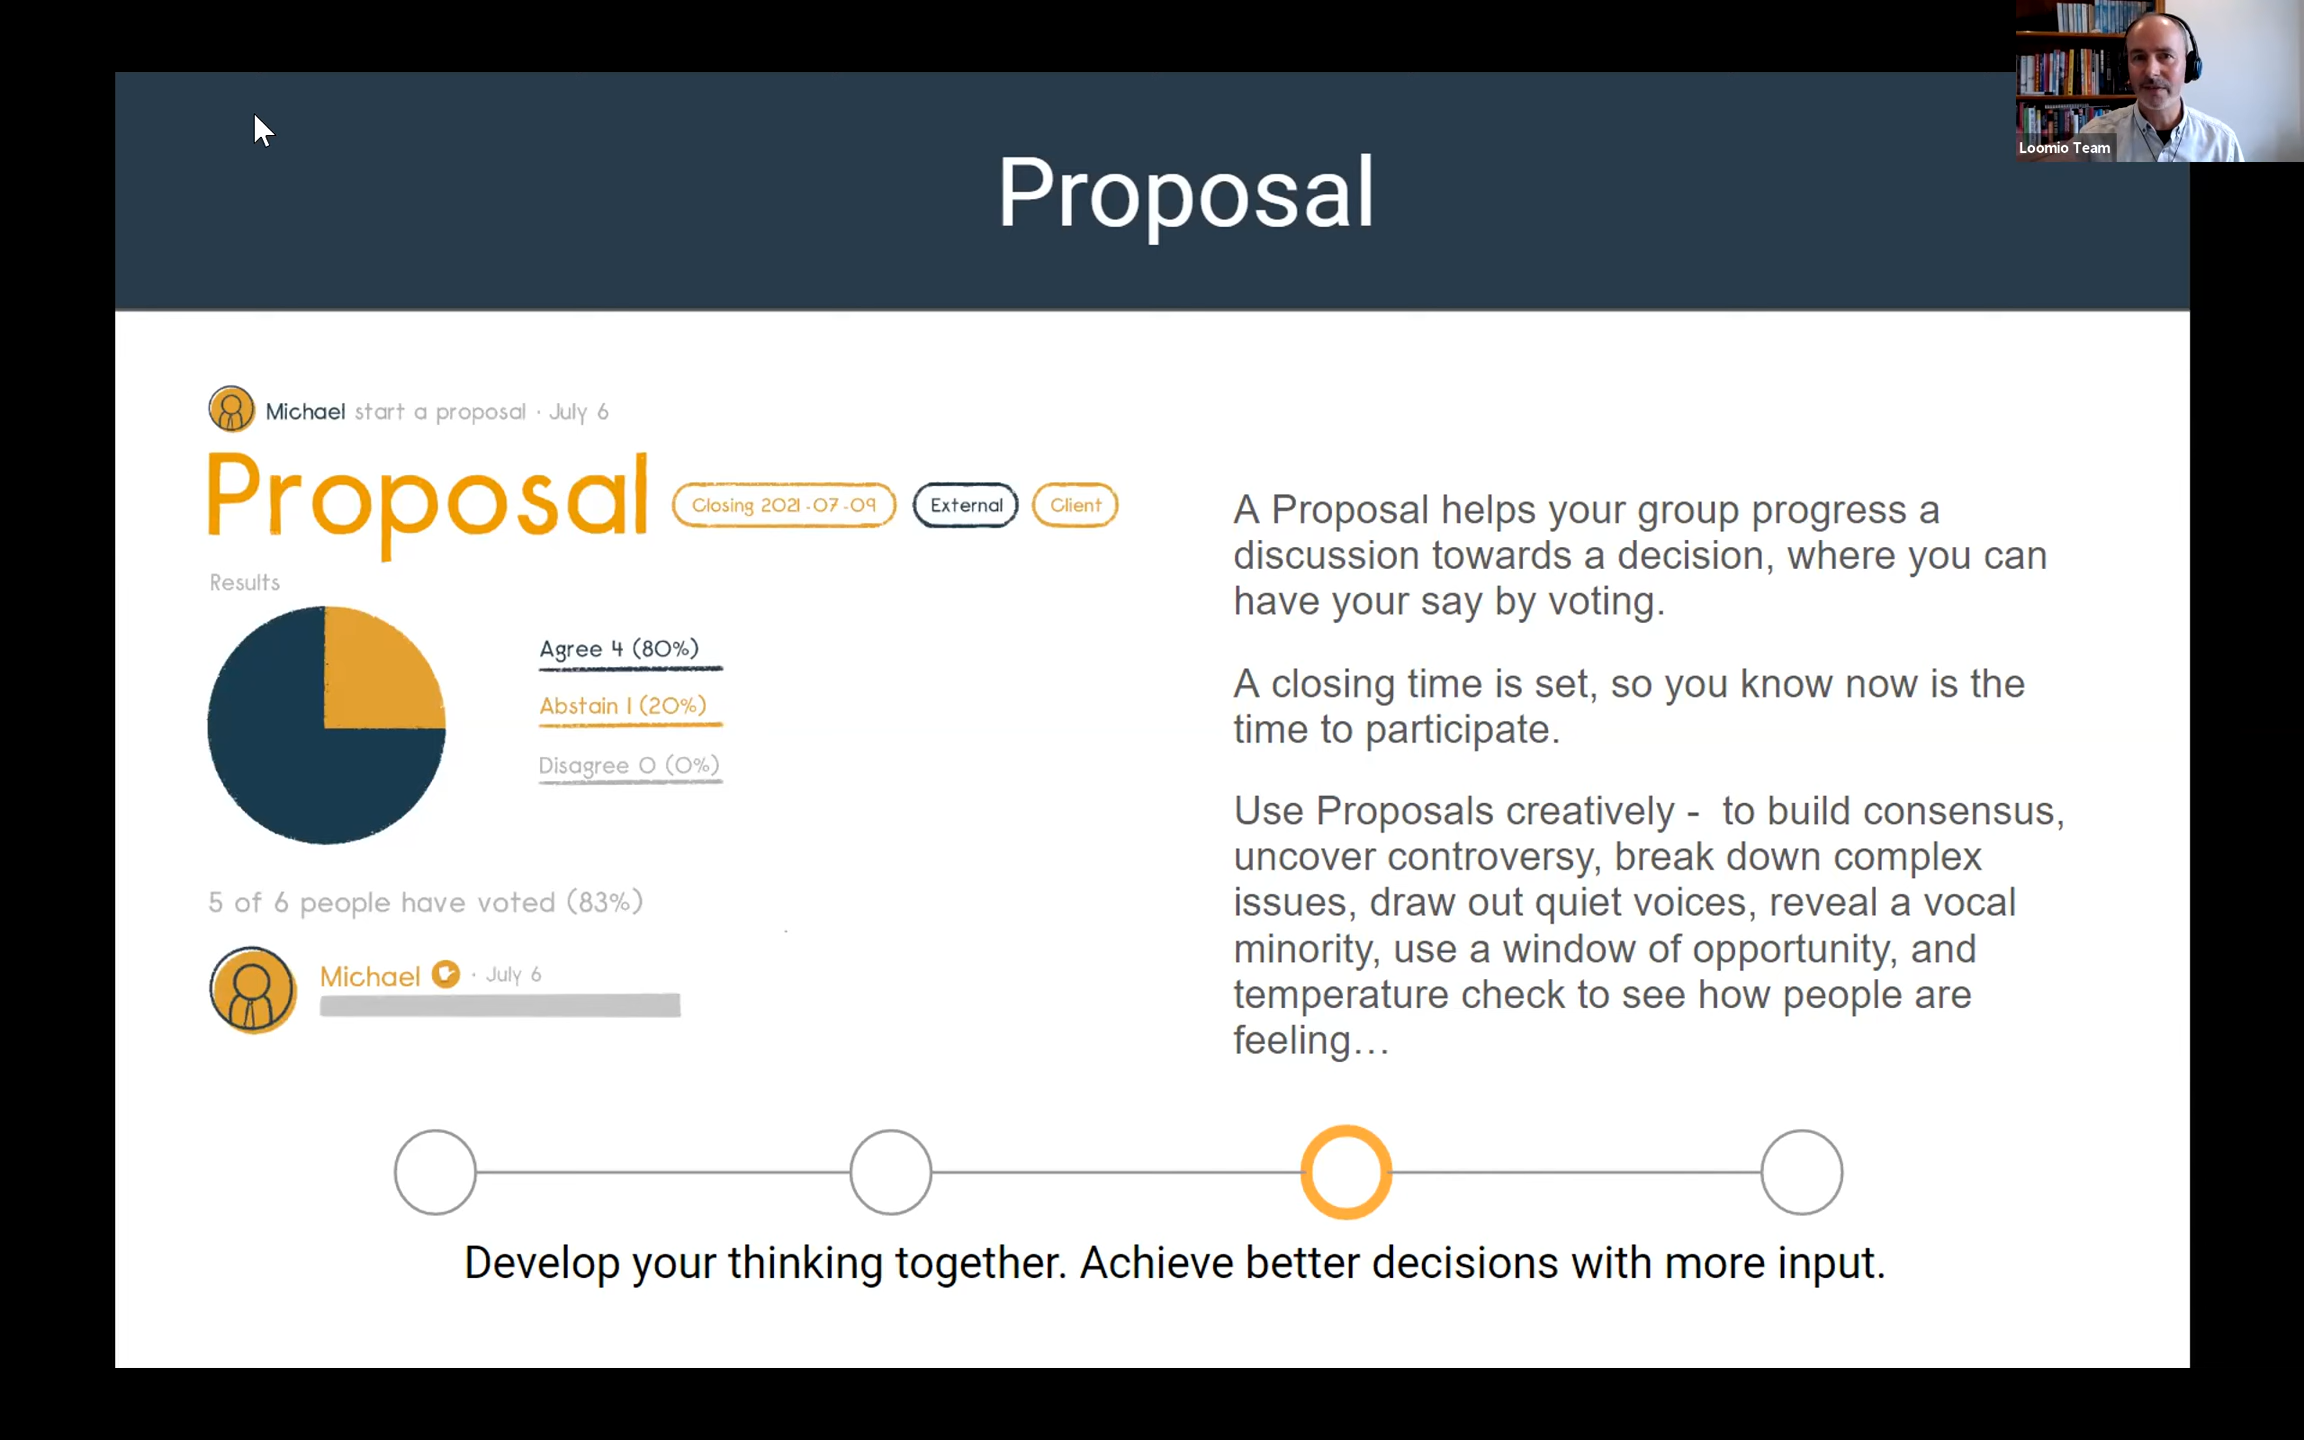 Loomio Team
Proposal
Michael start a proposal · July 6
Proposal
Closing 2021-07-09
External
Client
Results
Agree 4 (80%)
Abstain 1 (20%)
Disagree 0 (0%)
5 of 6 people have voted (83%)
Michael · July 6
A Proposal helps your group progress a
discussion towards a decision, where you can
have your say by voting.
A closing time is set, so you know now is the
time to participate.
Use Proposals creatively - to build consensus,
uncover controversy, break down complex
issues, draw out quiet voices, reveal a vocal
minority, use a window of opportunity, and
temperature check to see how people are
feeling…
Develop your thinking together. Achieve better decisions with more input.